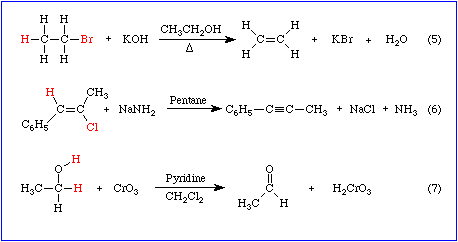 H H
H C C Br + KOH CH₃CH₂OH Δ H H C C H H + KBr + H₂O (5)
H H
H CH₃ C C C₆H₅ Cl + NaNH₂ Pentane C₆H₅ C C CH₃ + NaCl + NH₃ (6)
H
O
H₃C C H + CrO₃ Pyridine CH₂Cl₂ O C H₃C H + H₂CrO₃ (7)
H